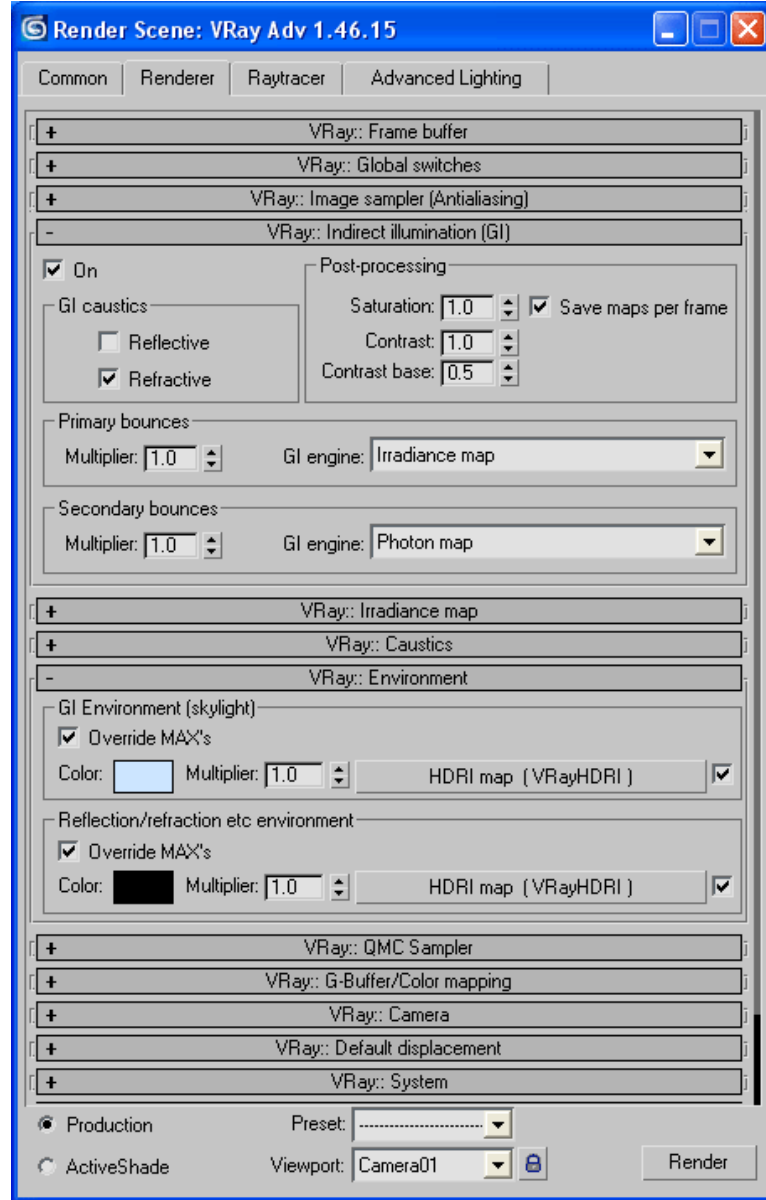 Render Scene: VRay Adv 1.46.15
Common Renderer Raytracer Advanced Lighting
+ VRay:: Frame buffer
+ VRay:: Global switches
+ VRay:: Image sampler (Antialiasing)
- VRay:: Indirect illumination (GI)
On
Post-processing
GI caustics
Saturation: 1.0 Save maps per frame
Reflective
Contrast: 1.0
Refractive
Contrast base: 0.5
Primary bounces
Multiplier: 1.0 GI engine: Irradiance map
Secondary bounces
Multiplier: 1.0 GI engine: Photon map
+ VRay:: Irradiance map
+ VRay:: Caustics
- VRay:: Environment
GI Environment (skylight)
Override MAX's
Color: Multiplier: 1.0 HDRI map ( VRayHDRI )
Reflection/refraction etc environment
Override MAX's
Color: Multiplier: 1.0 HDRI map ( VRayHDRI )
+ VRay:: QMC Sampler
+ VRay:: G-Buffer/Color mapping
+ VRay:: Camera
+ VRay:: Default displacement
+ VRay:: System
Production Preset: -------------------------
ActiveShade Viewport: Camera01 Render